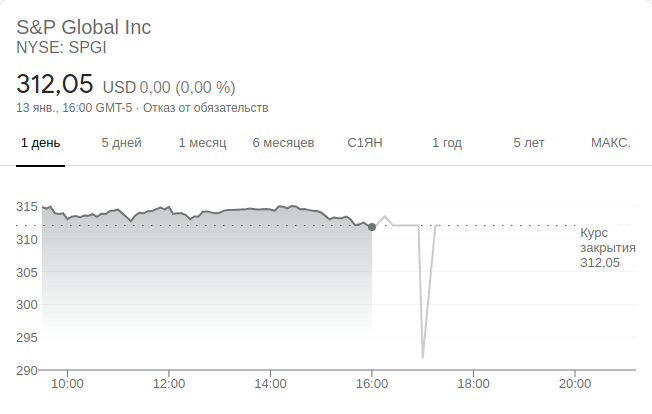 S&P Global Inc
NYSE: SPGI
312,05 USD 0,00 (0,00 %)
13 янв., 16:00 GMT-5 · Отказ от обязательств
1 день 5 дней 1 месяц 6 месяцев С1ЯН 1 год 5 лет МАКС.
315
310
305
300
295
290
Курс
закрытия
312,05
10:00 12:00 14:00 16:00 18:00 20:00